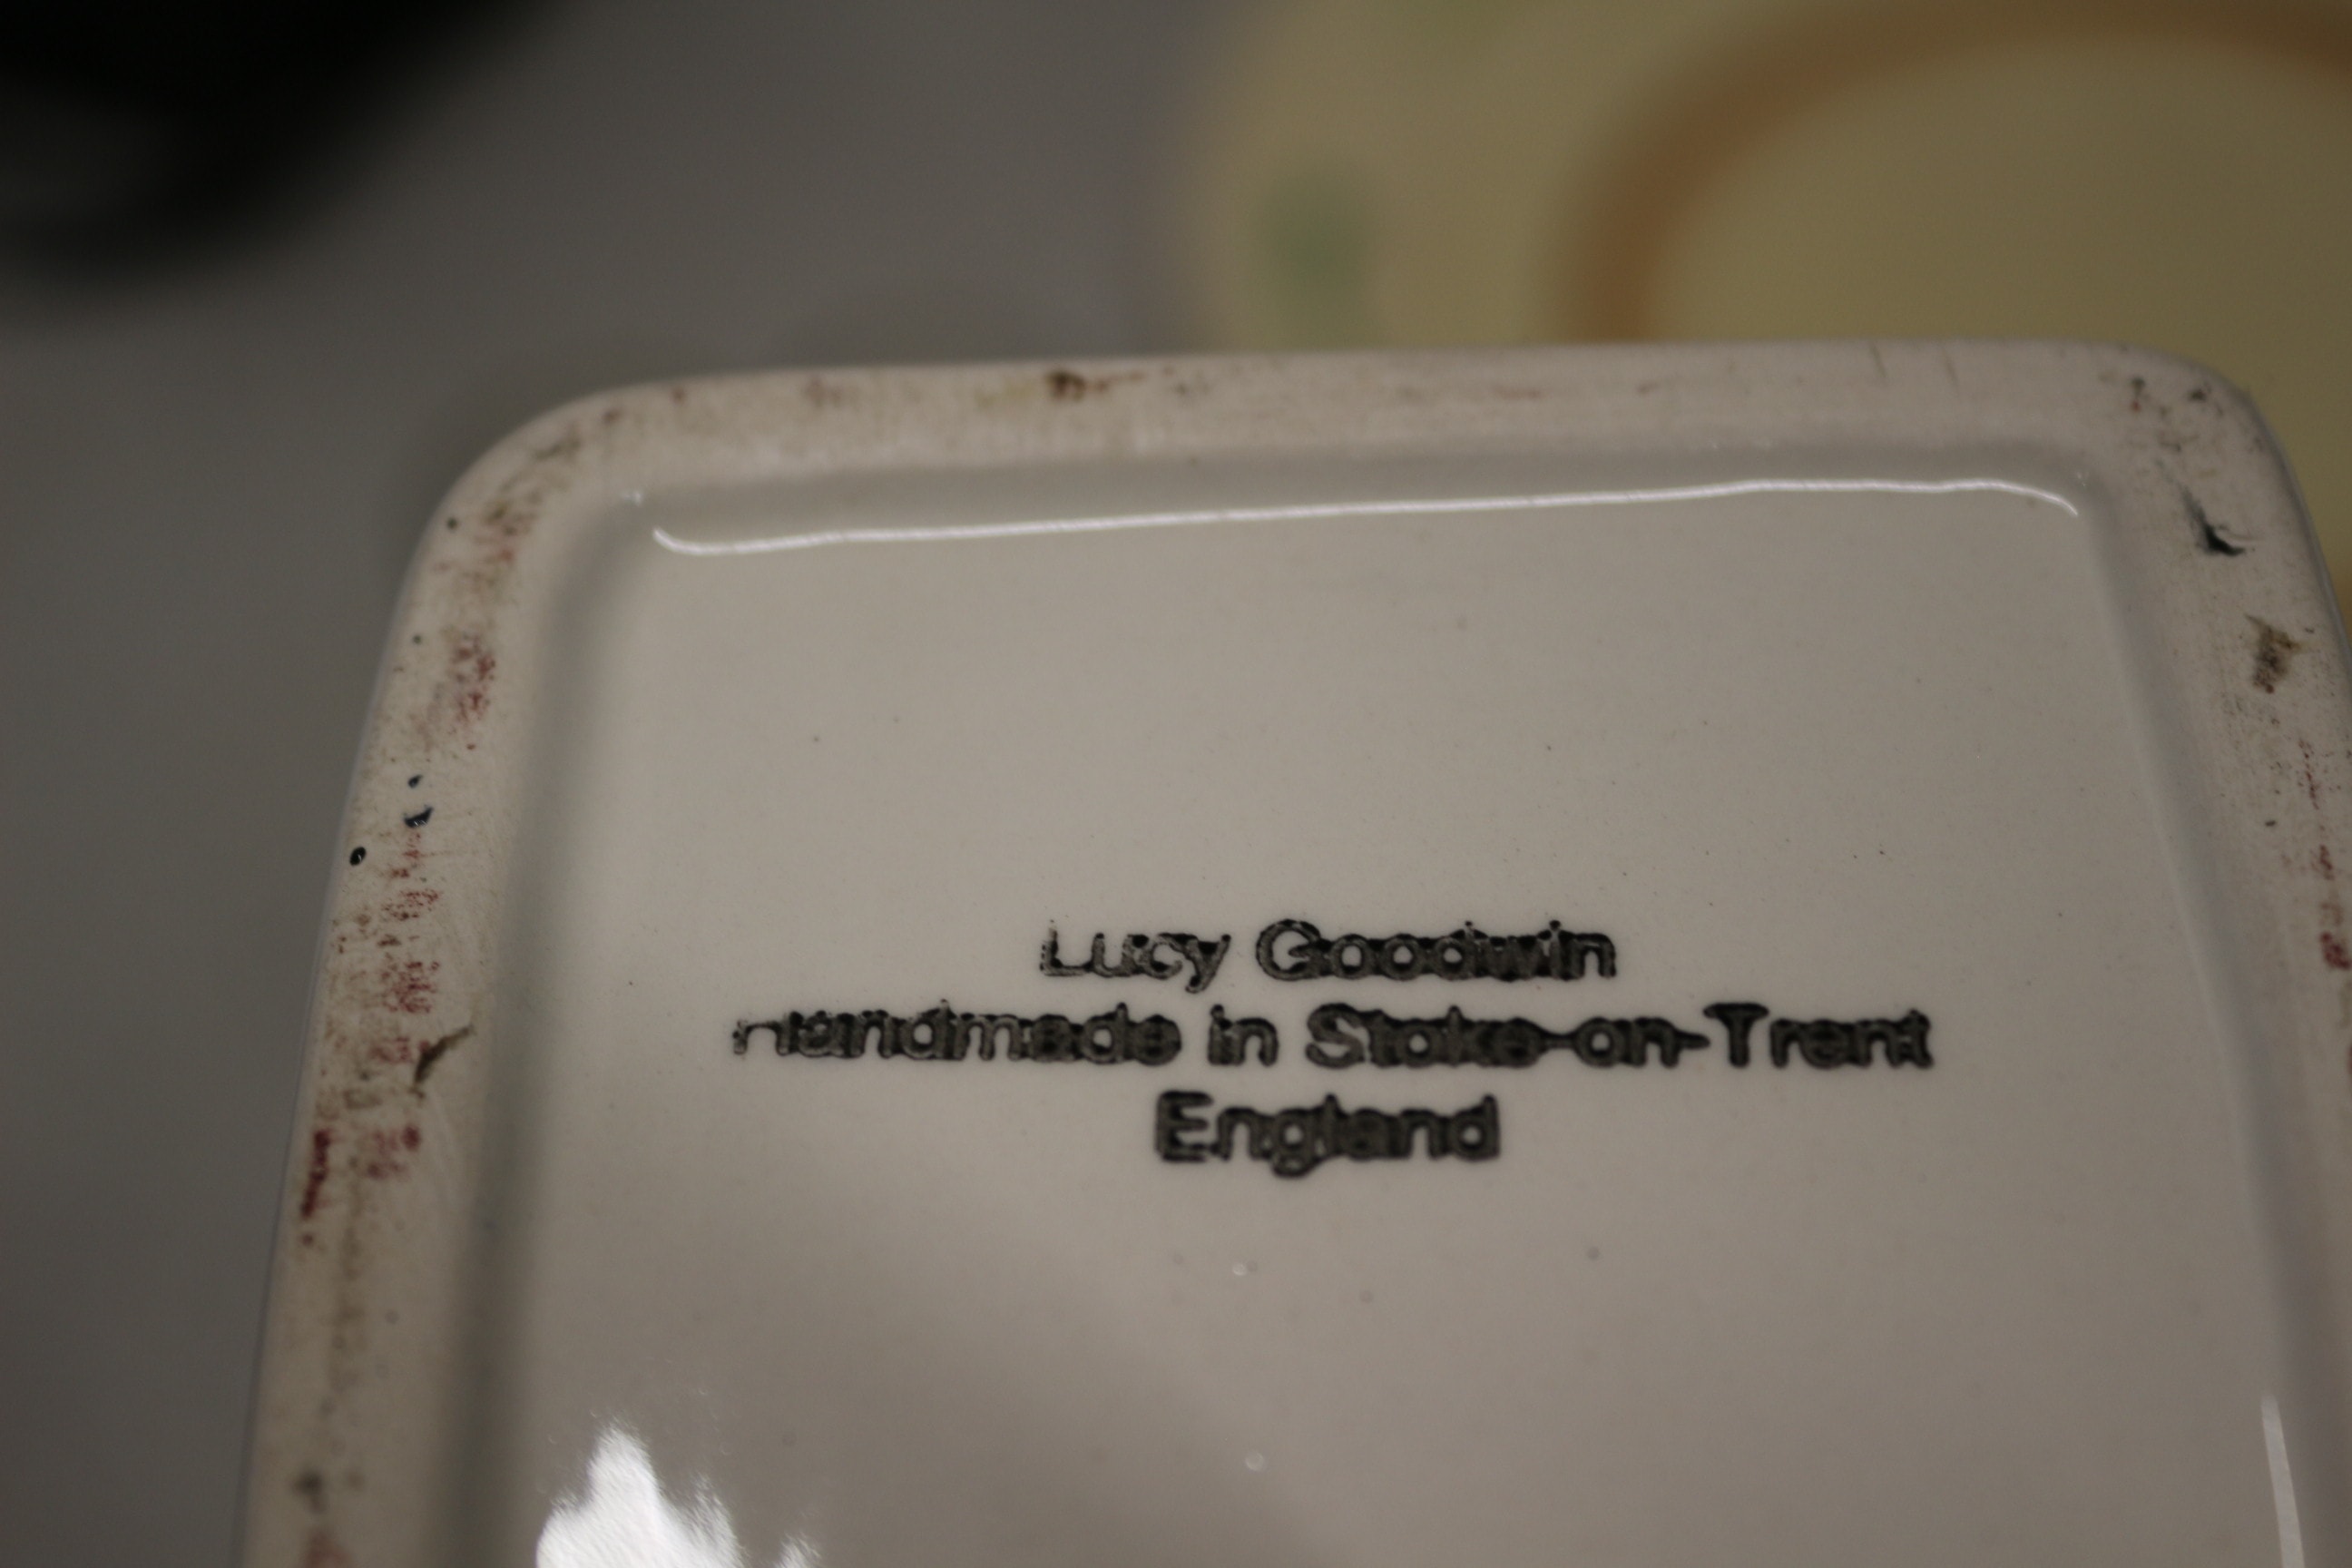 Lucy Goodwin
Handmade in Stoke-on-Trent
England